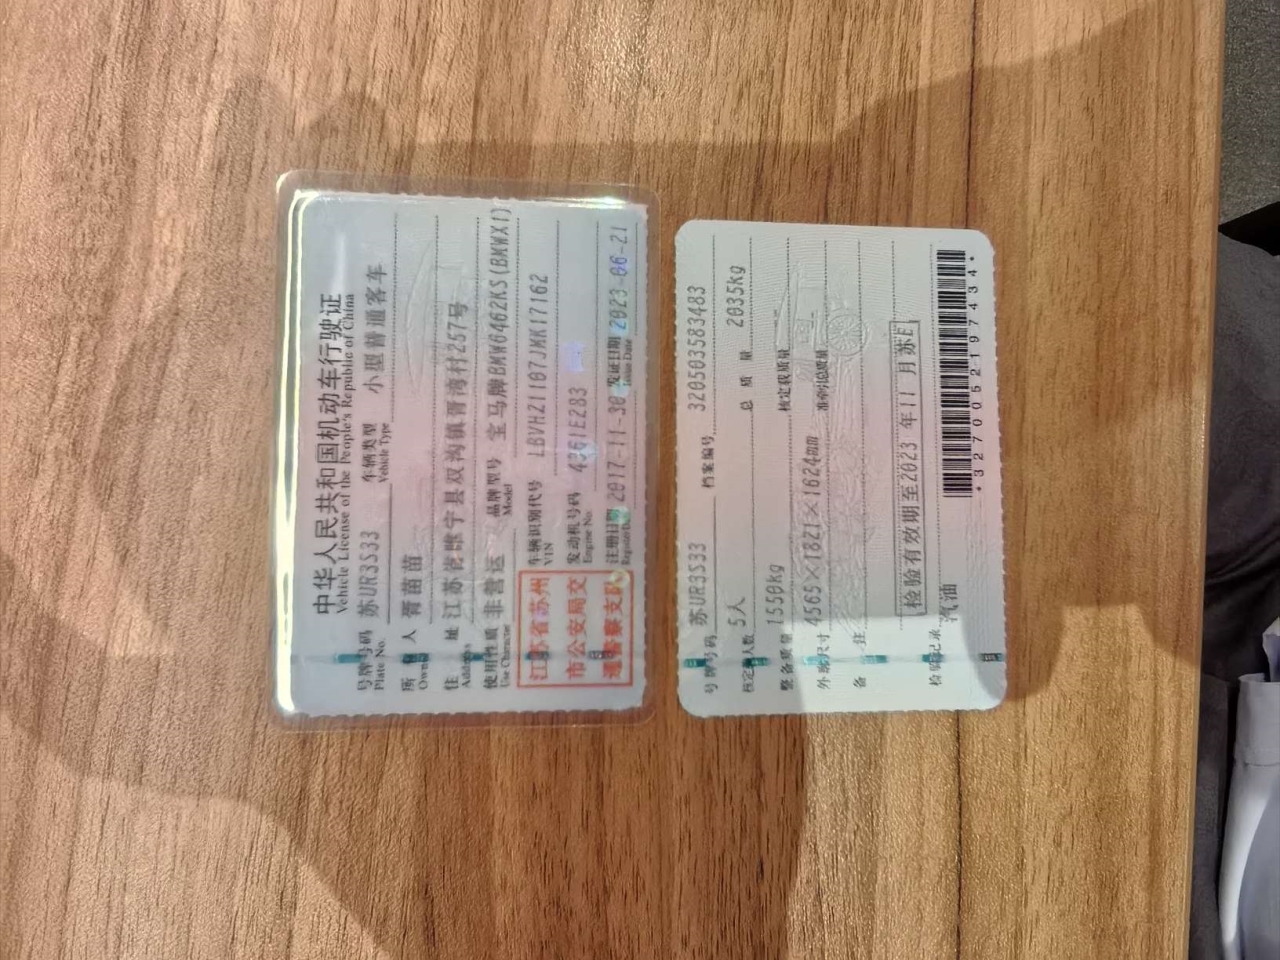 中华人民共和国机动车行驶证
Vehicle License of the People's Republic of China
号牌号码 苏UR3S33 车辆类型 小型普通客车
Plate No. Vehicle Type
所有人 胥苗苗
Owner
住址 江苏省睢宁县双沟镇胥湾村257号
Address
使用性质 非营运 品牌型号 宝马牌BMW6462KS(BMWX1)
Use Character Model
江苏省苏州
市公安局交
通警察支队
车辆识别代号 LBVHZ1107JMK17162
VIN
发动机号码 4361E283
Engine No.
注册日期 2017-11-30 发证日期 2023-06-21
Register Date Issue Date
号牌号码 苏UR3S33 档案编号 320503583483
核定载人数 5人 总质量 2035kg
整备质量 1550kg 核定载质量
外廓尺寸 4565×1821×1624mm 准牵引总质量
备注
检验有效期至2023年11月苏E
检验记录
汽油
*3270052197434*